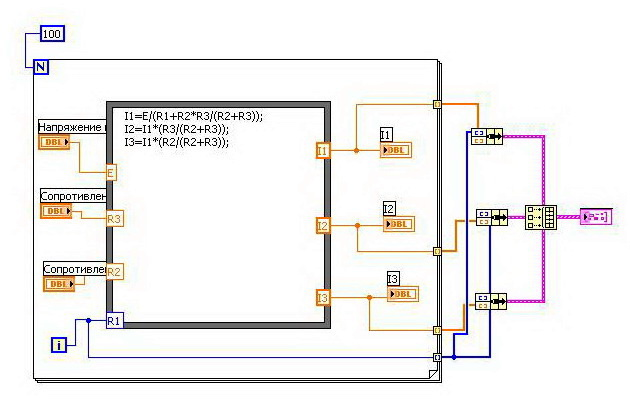 100
N
I1=E/(R1+R2*R3/(R2+R3));
I2=I1*(R3/(R2+R3));
I3=I1*(R2/(R2+R3));
Напряжение
DBL
E
I1
I1
DBL
Сопротивлен
DBL
R3
I2
I2
DBL
Сопротивлен
DBL
R2
I3
I3
DBL
i
R1